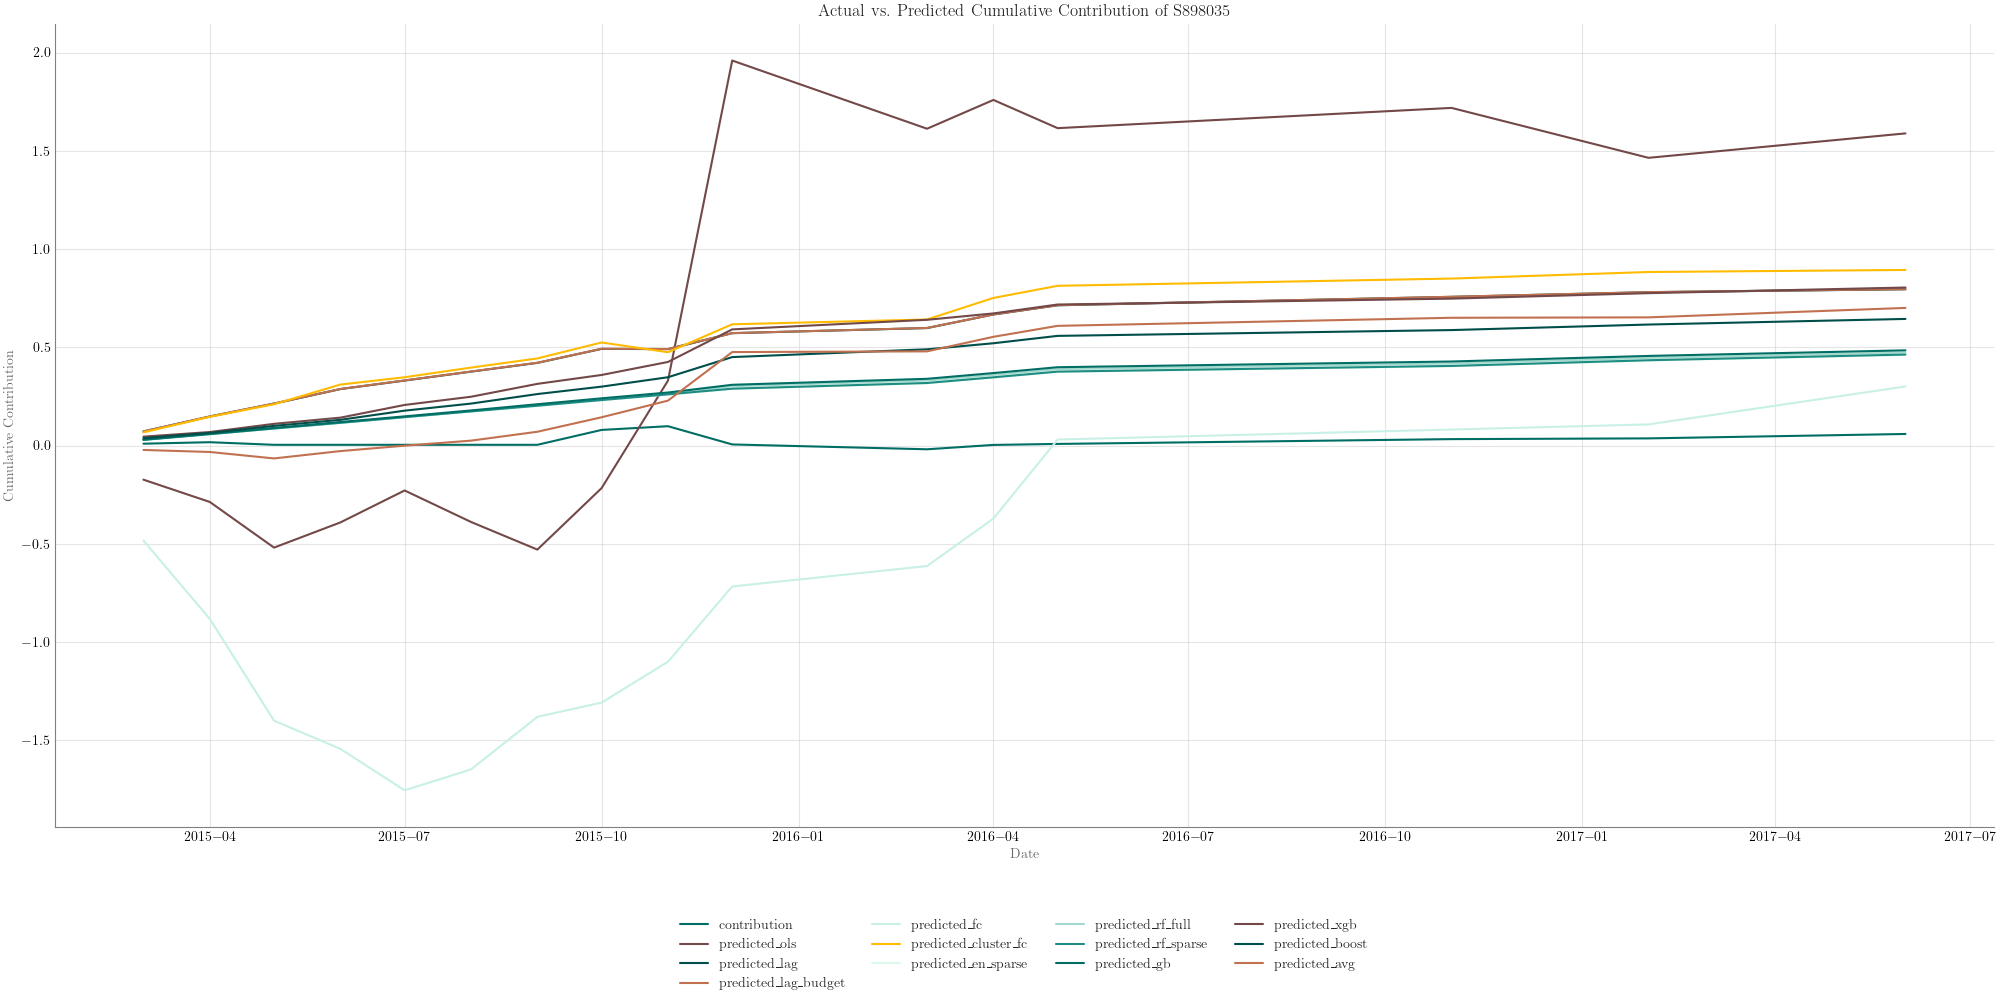 Actual vs. Predicted Cumulative Contribution of S898035
2.0
1.5
1.0
0.5
0.0
−0.5
−1.0
−1.5
Cumulative Contribution
2015−04 2015−07 2015−10 2016−01 2016−04 2016−07 2016−10 2017−01 2017−04 2017−07
Date
contribution predicted_fc predicted_rf_full predicted_xgb
predicted_ols predicted_cluster_fc predicted_rf_sparse predicted_boost
predicted_lag predicted_en_sparse predicted_gb predicted_avg
predicted_lag_budget